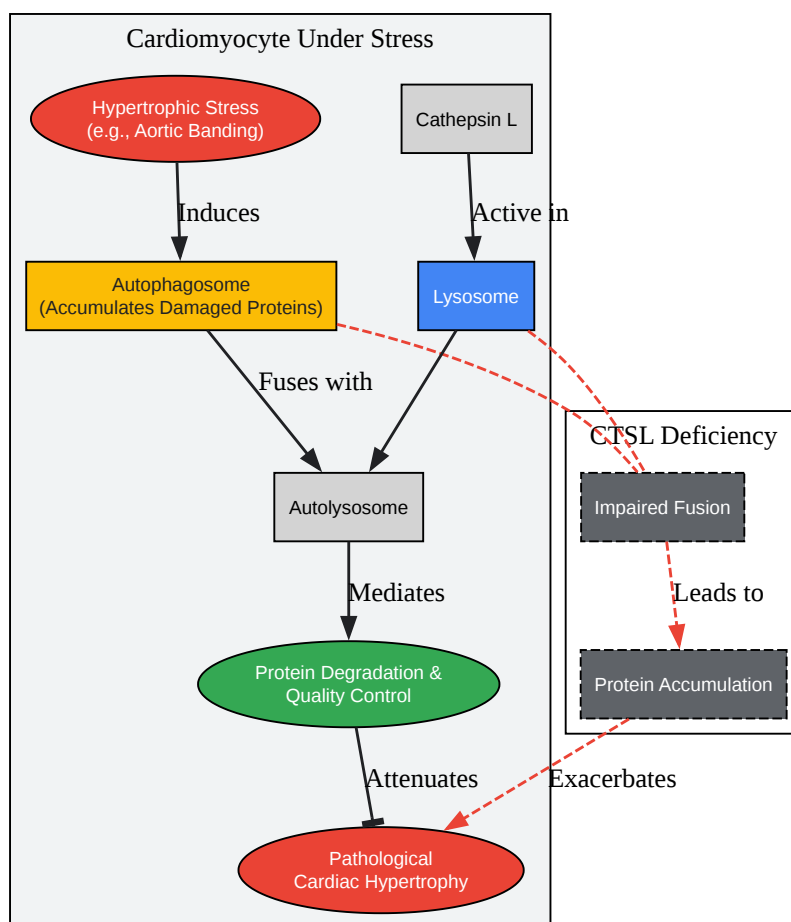 Cardiomyocyte Under Stress
Hypertrophic Stress
(e.g., Aortic Banding)
Cathepsin L
Induces
Active in
Autophagosome
(Accumulates Damaged Proteins)
Lysosome
Fuses with
CTSL Deficiency
Autolysosome
Impaired Fusion
Mediates
Leads to
Protein Degradation &
Quality Control
Protein Accumulation
Attenuates
Exacerbates
Pathological
Cardiac Hypertrophy